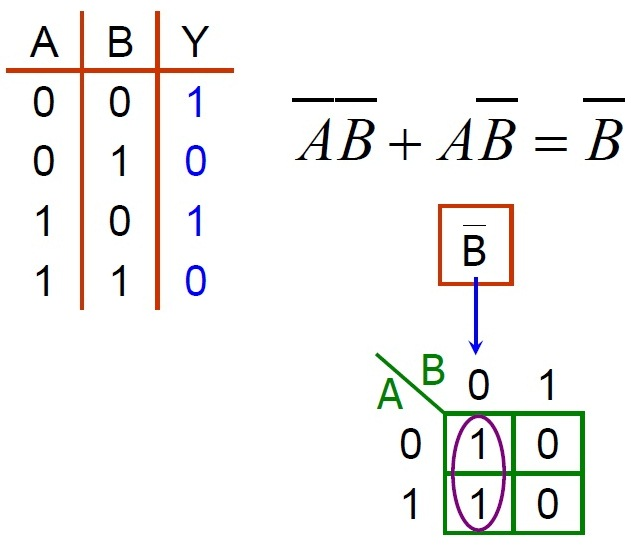 A B Y
0 0 1
0 1 0
1 0 1
1 1 0
A̅B̅ + AB̅ = B̅
B̅
B
A
0 1
0 1 0
1 1 0